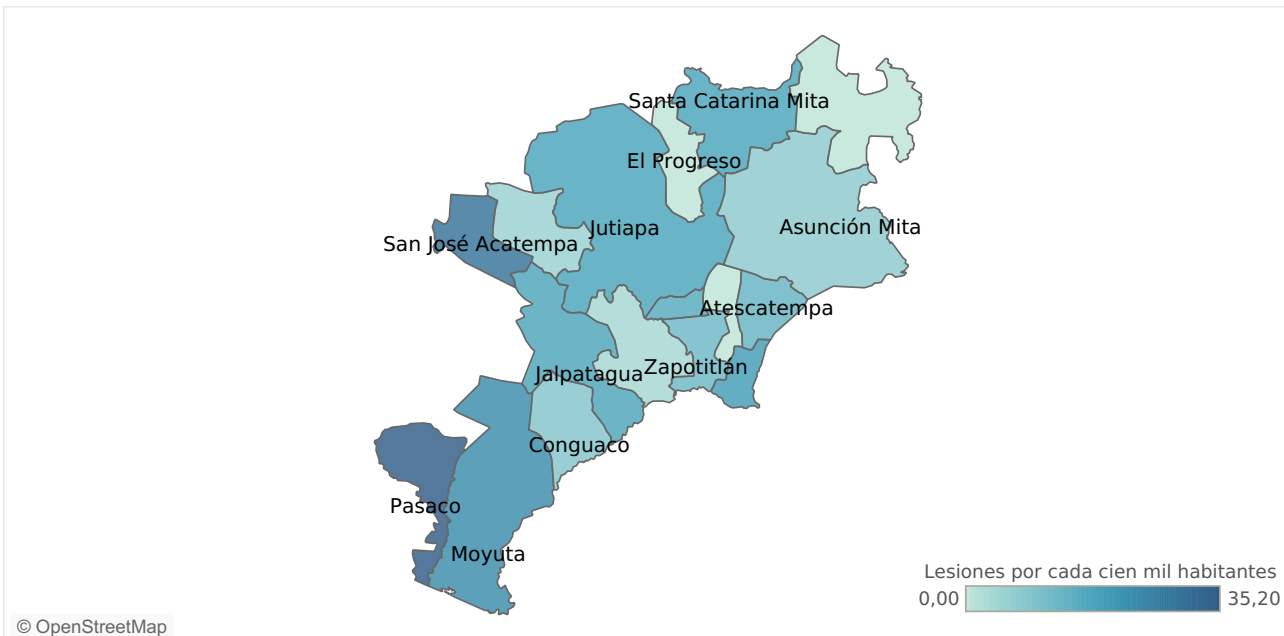 Santa Catarina Mita
El Progreso
Jutiapa
Asunción Mita
San José Acatempa
Atescatempa
Zapotitlán
Jalpatagua
Conguaco
Pasaco
Moyuta
Lesiones por cada cien mil habitantes
0,00 35,20
© OpenStreetMap